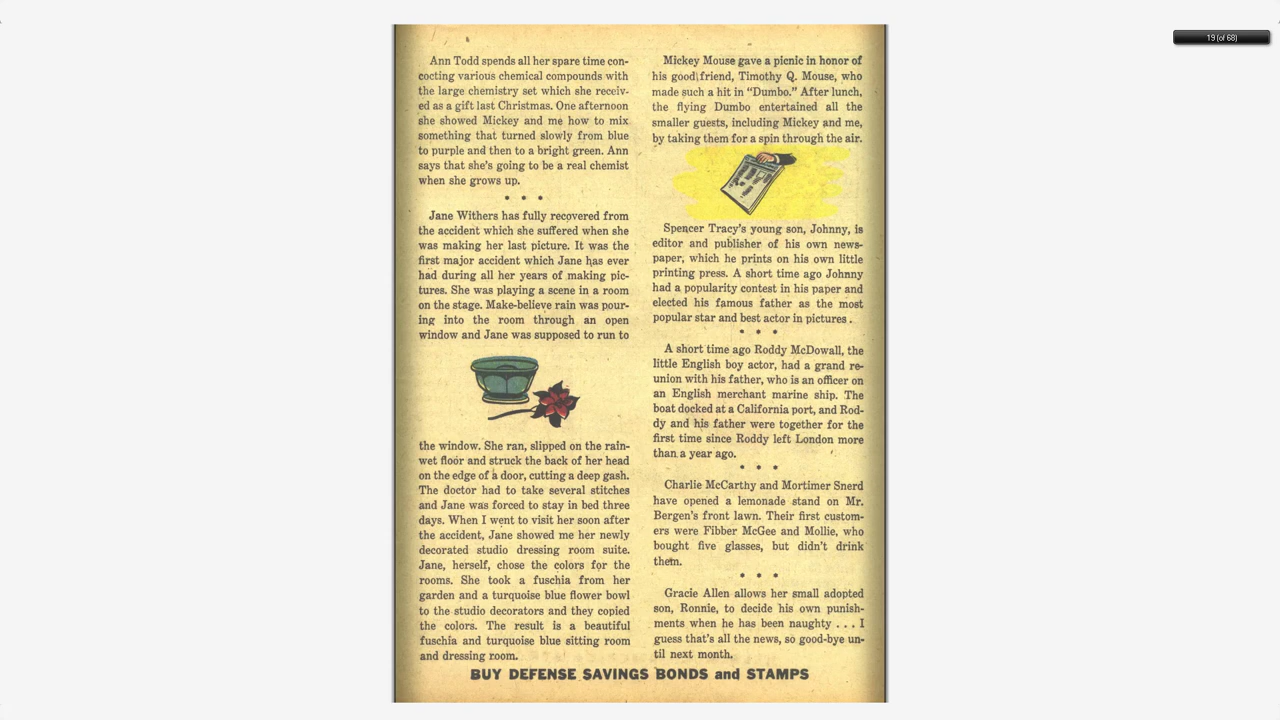 19 (of 68)
Ann Todd spends all her spare time con-
cocting various chemical compounds with
the large chemistry set which she receiv-
ed as a gift last Christmas. One afternoon
she showed Mickey and me how to mix
something that turned slowly from blue
to purple and then to a bright green. Ann
says that she's going to be a real chemist
when she grows up.
• • •
Jane Withers has fully recovered from
the accident which she suffered when she
was making her last picture. It was the
first major accident which Jane has ever
had during all her years of making pic-
tures. She was playing a scene in a room
on the stage. Make-believe rain was pour-
ing into the room through an open
window and Jane was supposed to run to
the window. She ran, slipped on the rain-
wet floor and struck the back of her head
on the edge of a door, cutting a deep gash.
The doctor had to take several stitches
and Jane was forced to stay in bed three
days. When I went to visit her soon after
the accident, Jane showed me her newly
decorated studio dressing room suite.
Jane, herself, chose the colors for the
rooms. She took a fuschia from her
garden and a turquoise blue flower bowl
to the studio decorators and they copied
the colors. The result is a beautiful
fuschia and turquoise blue sitting room
and dressing room.
Mickey Mouse gave a picnic in honor of
his good friend, Timothy Q. Mouse, who
made such a hit in "Dumbo." After lunch,
the flying Dumbo entertained all the
smaller guests, including Mickey and me,
by taking them for a spin through the air.
Spencer Tracy's young son, Johnny, is
editor and publisher of his own news-
paper, which he prints on his own little
printing press. A short time ago Johnny
had a popularity contest in his paper and
elected his famous father as the most
popular star and best actor in pictures.
• • •
A short time ago Roddy McDowall, the
little English boy actor, had a grand re-
union with his father, who is an officer on
an English merchant marine ship. The
boat docked at a California port, and Rod-
dy and his father were together for the
first time since Roddy left London more
than a year ago.
• • •
Charlie McCarthy and Mortimer Snerd
have opened a lemonade stand on Mr.
Bergen's front lawn. Their first custom-
ers were Fibber McGee and Mollie, who
bought five glasses, but didn't drink
them.
• • •
Gracie Allen allows her small adopted
son, Ronnie, to decide his own punish-
ments when he has been naughty . . . I
guess that's all the news, so good-bye un-
til next month.
BUY DEFENSE SAVINGS BONDS and STAMPS